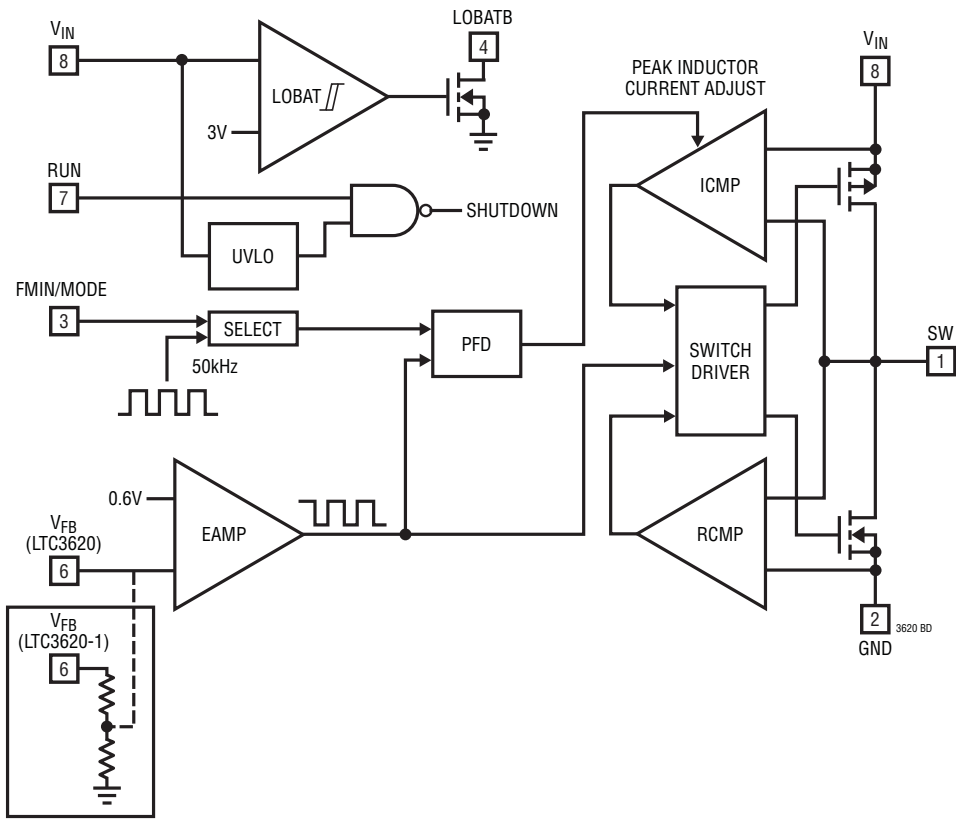 LOBATB
4
VIN
8
LOBAT
3V
RUN
7
SHUTDOWN
UVLO
FMIN/MODE
3
SELECT
50kHz
PFD
PEAK INDUCTOR
CURRENT ADJUST
VIN
8
ICMP
SWITCH
DRIVER
SW
1
0.6V
EAMP
RCMP
VFB
(LTC3620)
6
VFB
(LTC3620-1)
6
2
GND
3620 BD